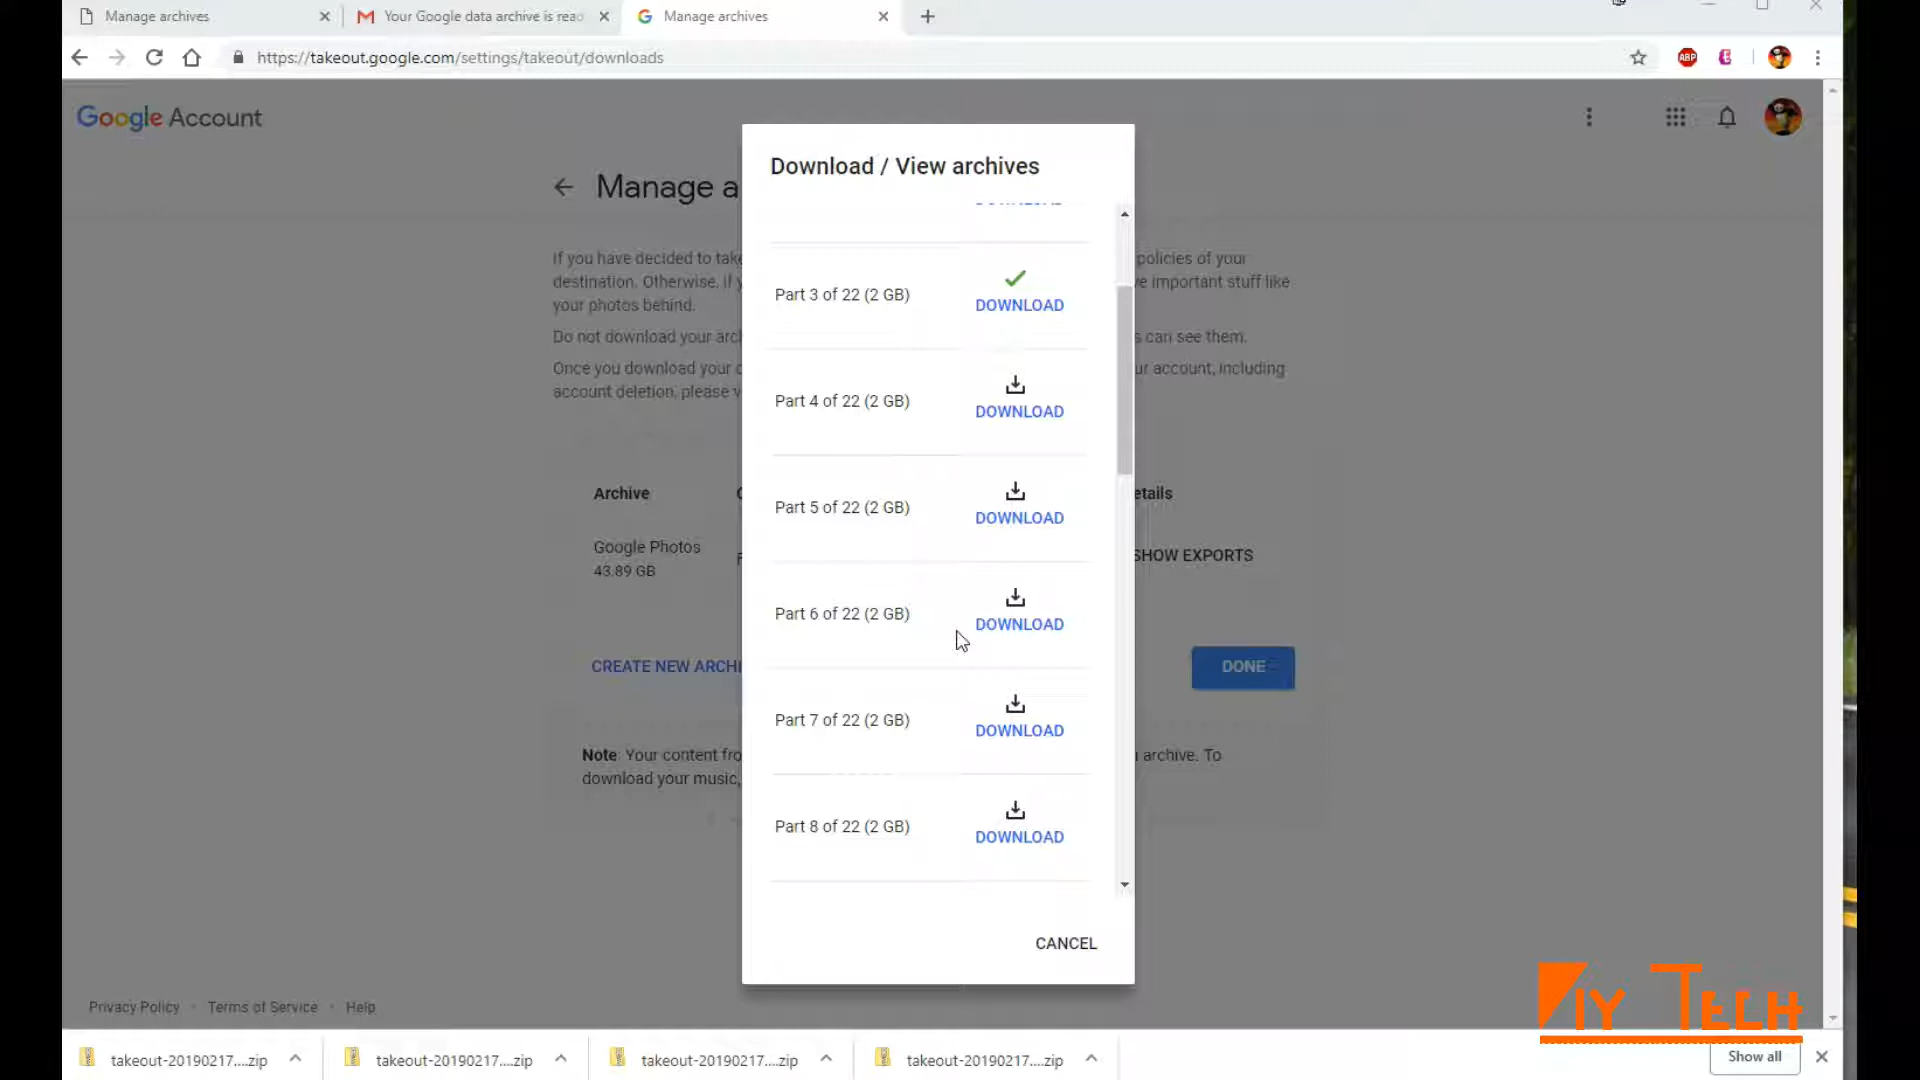 Manage archives
Your Google data archive is read
Manage archives
https://takeout.google.com/settings/takeout/downloads
ABP
Google Account
Download / View archives
Manage a
DOWNLOAD
If you have decided to take
policies of your
destination. Otherwise, if y
ve important stuff like
your photos behind.
Part 3 of 22 (2 GB)
DOWNLOAD
Do not download your arc
s can see them.
Once you download your
ur account, including
account deletion, please v
Part 4 of 22 (2 GB)
DOWNLOAD
Archive
etails
Part 5 of 22 (2 GB)
DOWNLOAD
Google Photos
43.89 GB
SHOW EXPORTS
Part 6 of 22 (2 GB)
DOWNLOAD
CREATE NEW ARCHI
DONE
Part 7 of 22 (2 GB)
DOWNLOAD
Note: Your content fro
archive. To
download your music,
Part 8 of 22 (2 GB)
DOWNLOAD
CANCEL
Privacy Policy
Terms of Service
Help
DIY TECH
takeout-20190217....zip
takeout-20190217....zip
takeout-20190217....zip
takeout-20190217....zip
Show all